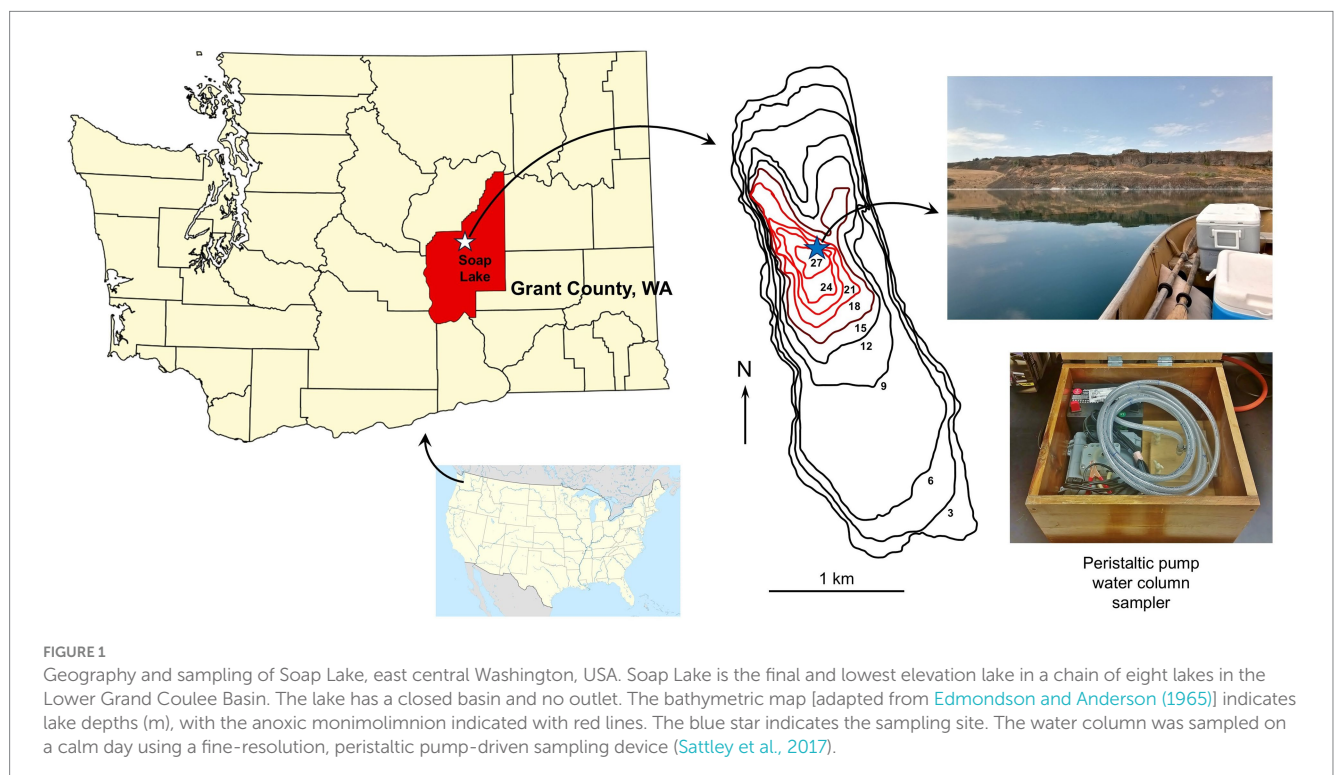 Soap
Lake
Grant County, WA
N
27
24
21
18
15
12
9
6
3
1 km
Peristaltic pump
water column
sampler
FIGURE 1
Geography and sampling of Soap Lake, east central Washington, USA. Soap Lake is the final and lowest elevation lake in a chain of eight lakes in the
Lower Grand Coulee Basin. The lake has a closed basin and no outlet. The bathymetric map [adapted from Edmondson and Anderson (1965)] indicates
lake depths (m), with the anoxic monimolimnion indicated with red lines. The blue star indicates the sampling site. The water column was sampled on
a calm day using a fine-resolution, peristaltic pump-driven sampling device (Sattley et al., 2017).